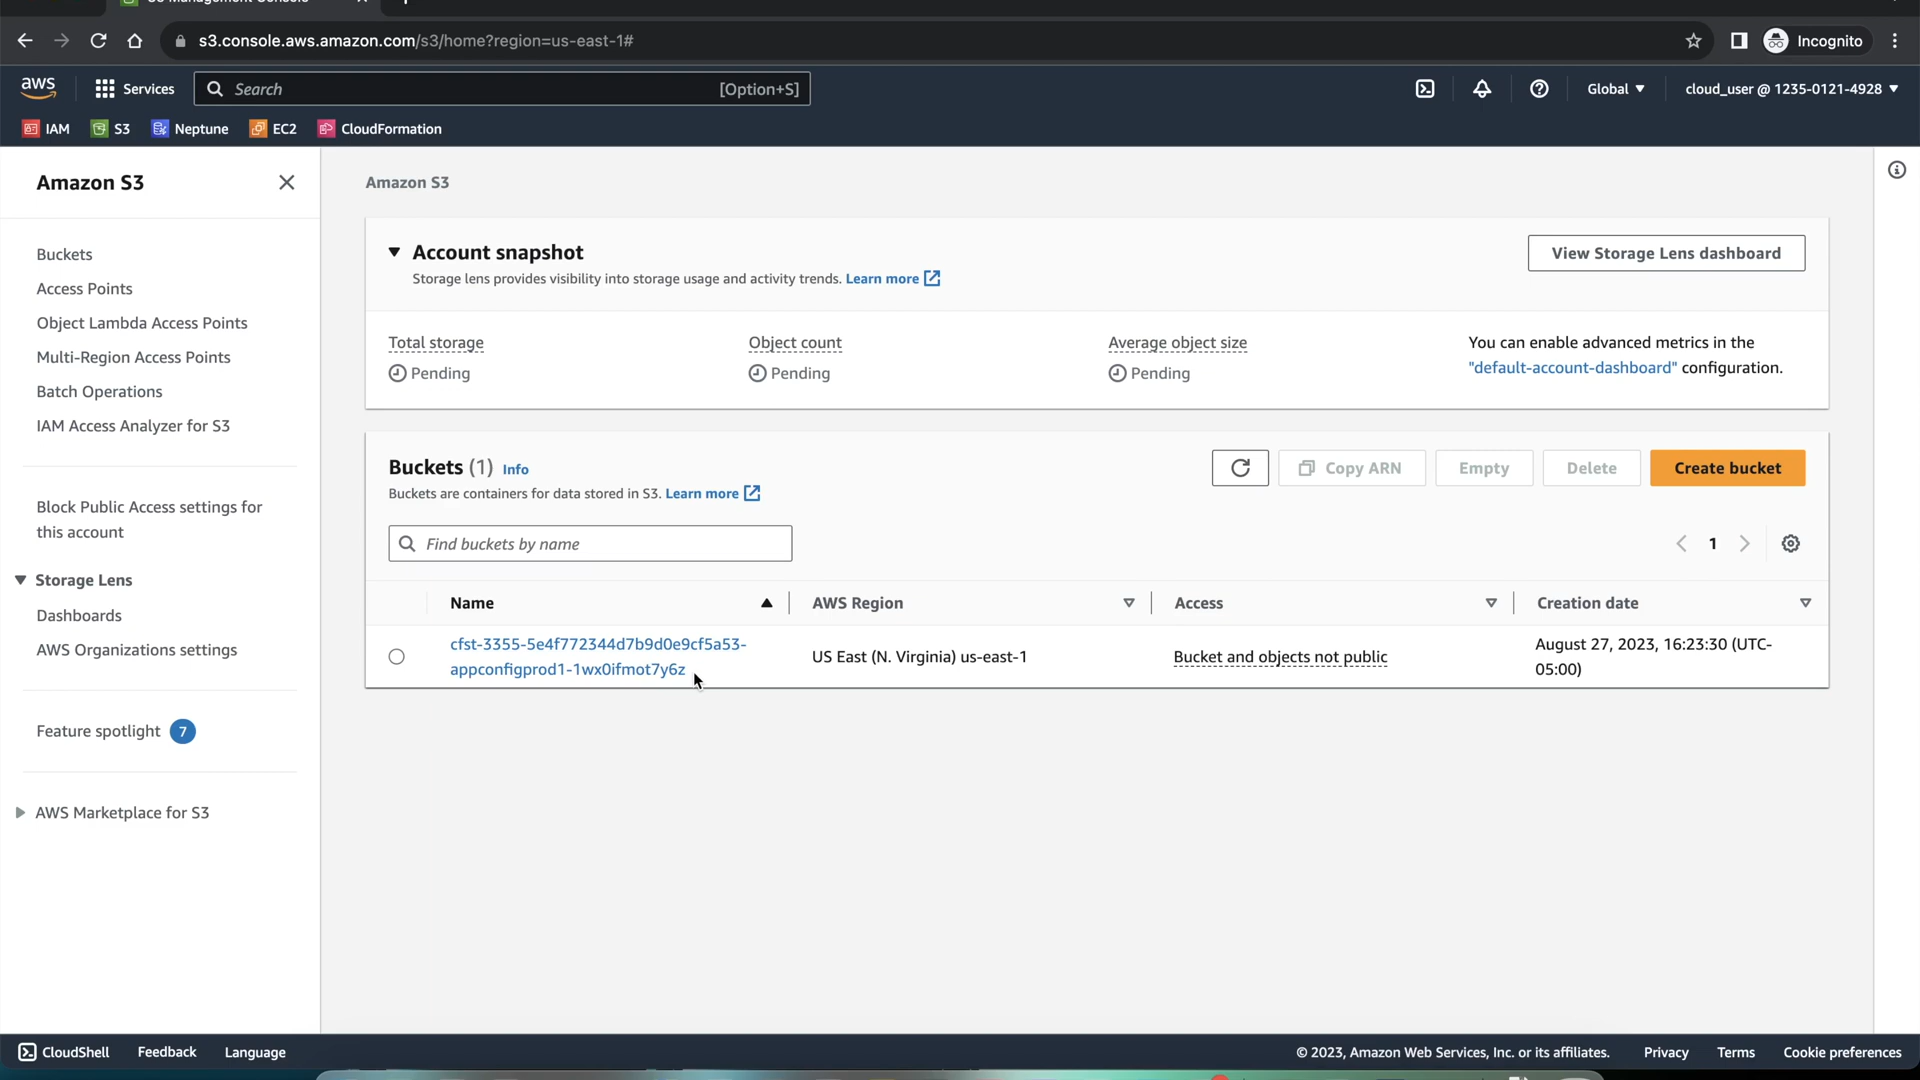 s3.console.aws.amazon.com/s3/home?region=us-east-1#
Incognito
aws
Services
Search
[Option+S]
Global
cloud_user @ 1235-0121-4928
IAM
S3
Neptune
EC2
CloudFormation
Amazon S3
Buckets
Access Points
Object Lambda Access Points
Multi-Region Access Points
Batch Operations
IAM Access Analyzer for S3
Block Public Access settings for
this account
Storage Lens
Dashboards
AWS Organizations settings
Feature spotlight 7
AWS Marketplace for S3
Amazon S3
Account snapshot
Storage lens provides visibility into storage usage and activity trends. Learn more
View Storage Lens dashboard
Total storage
Pending
Object count
Pending
Average object size
Pending
You can enable advanced metrics in the
"default-account-dashboard" configuration.
Buckets (1) Info
Buckets are containers for data stored in S3. Learn more
Copy ARN
Empty
Delete
Create bucket
Find buckets by name
1
Name
AWS Region
Access
Creation date
cfst-3355-5e4f772344d7b9d0e9cf5a53-
appconfigprod1-1wx0ifmot7y6z
US East (N. Virginia) us-east-1
Bucket and objects not public
August 27, 2023, 16:23:30 (UTC-
05:00)
CloudShell
Feedback
Language
© 2023, Amazon Web Services, Inc. or its affiliates.
Privacy
Terms
Cookie preferences